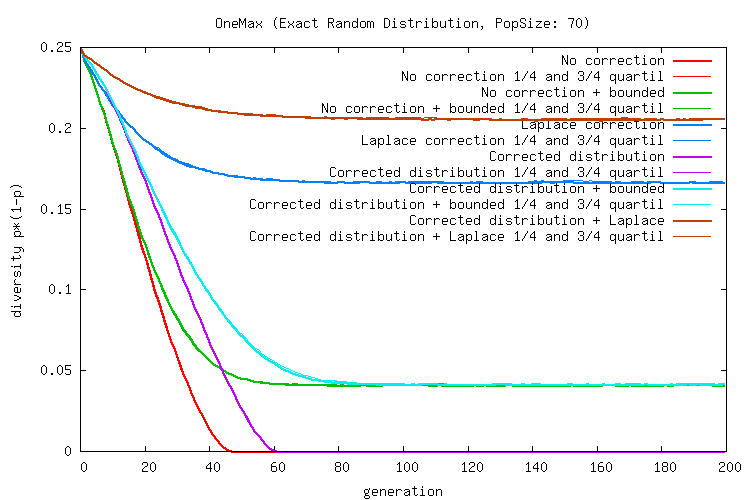 OneMax (Exact Random Distribution, PopSize: 70)
0.25
0.2
0.15
0.1
0.05
0
diversity p*(1-p)
No correction
No correction 1/4 and 3/4 quartil
No correction + bounded
No correction + bounded 1/4 and 3/4 quartil
Laplace correction
Laplace correction 1/4 and 3/4 quartil
Corrected distribution
Corrected distribution 1/4 and 3/4 quartil
Corrected distribution + bounded
Corrected distribution + bounded 1/4 and 3/4 quartil
Corrected distribution + Laplace
Corrected distribution + Laplace 1/4 and 3/4 quartil
0 20 40 60 80 100 120 140 160 180 200
generation